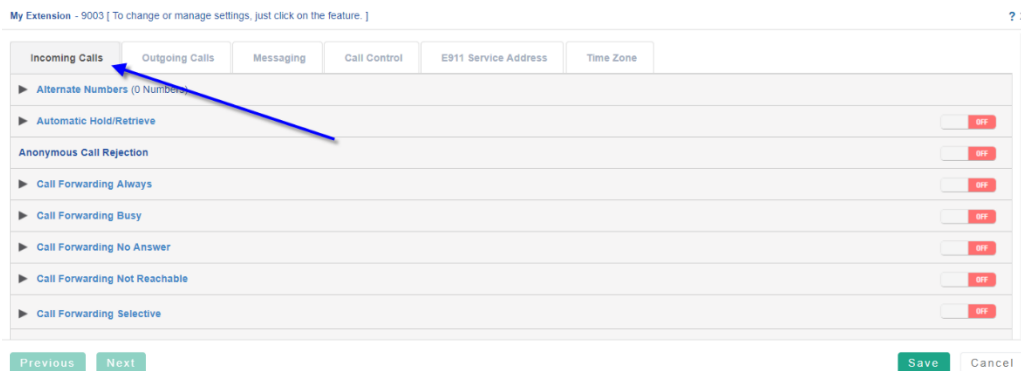 My Extension - 9003 [ To change or manage settings, just click on the feature. ] ?
Incoming Calls Outgoing Calls Messaging Call Control E911 Service Address Time Zone
Alternate Numbers (0 Numbers)
Automatic Hold/Retrieve OFF
Anonymous Call Rejection OFF
Call Forwarding Always OFF
Call Forwarding Busy OFF
Call Forwarding No Answer OFF
Call Forwarding Not Reachable OFF
Call Forwarding Selective OFF
Previous Next Save Cancel